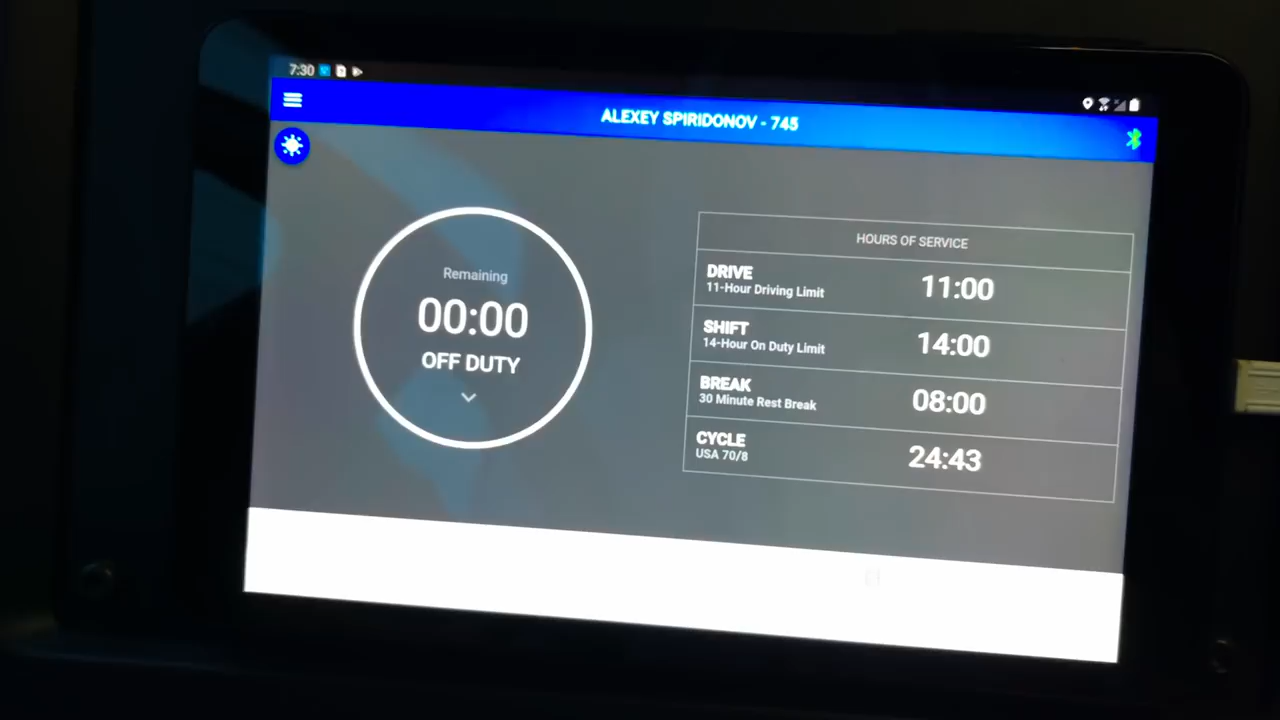 7:30
ALEXEY SPIRIDONOV - 745
Remaining
00:00
OFF DUTY
HOURS OF SERVICE
DRIVE
11-Hour Driving Limit
11:00
SHIFT
14-Hour On Duty Limit
14:00
BREAK
30 Minute Rest Break
08:00
CYCLE
USA 70/8
24:43